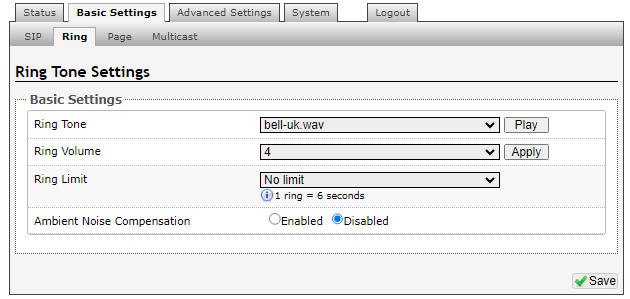 Status Basic Settings Advanced Settings System Logout
SIP Ring Page Multicast
Ring Tone Settings
Basic Settings
Ring Tone bell-uk.wav Play
Ring Volume 4 Apply
Ring Limit No limit
i 1 ring = 6 seconds
Ambient Noise Compensation Enabled Disabled
Save